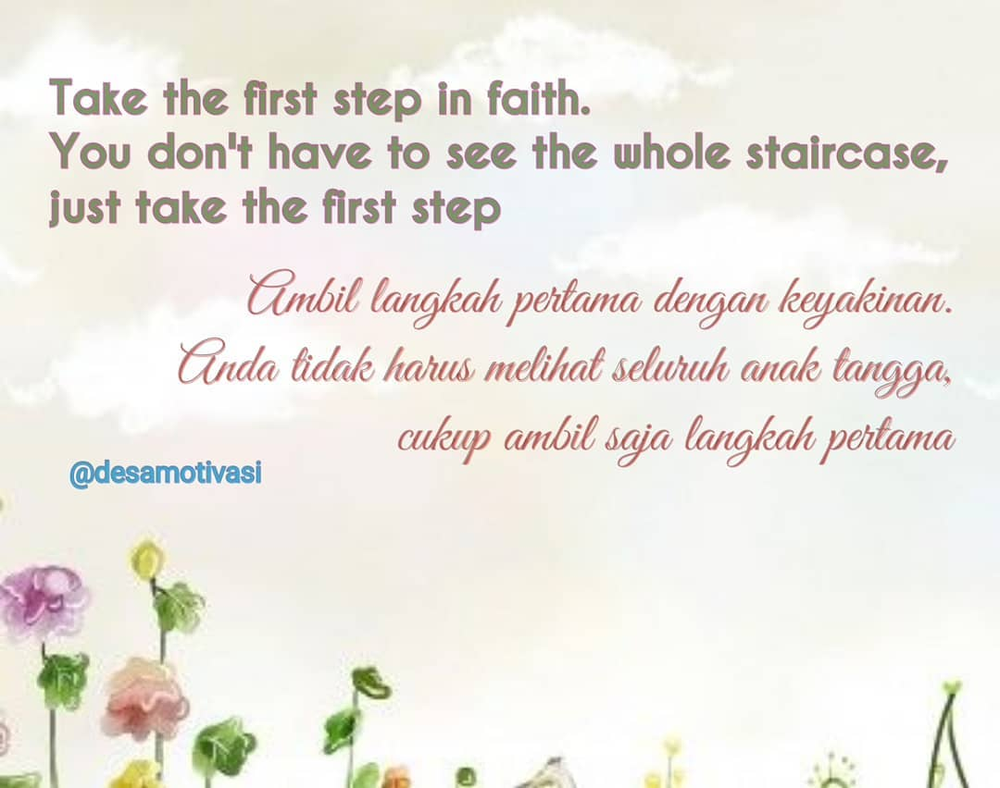 Take the first step in faith.
You don't have to see the whole staircase,
just take the first step
Ambil langkah pertama dengan keyakinan.
Anda tidak harus melihat seluruh anak tangga,
cukup ambil saja langkah pertama
@desamotivasi